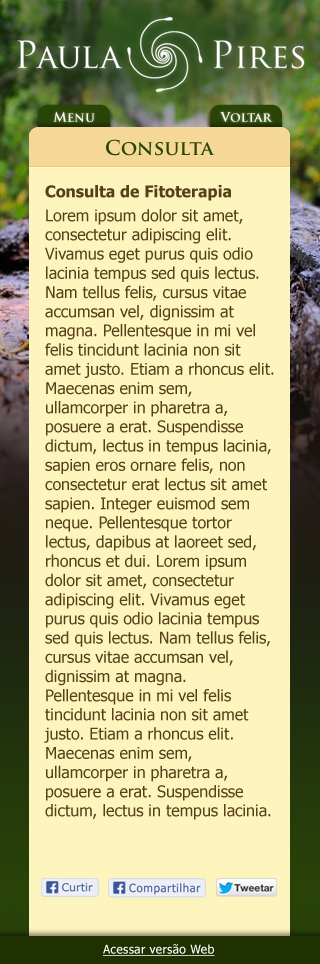 PAULA PIRES
MENU VOLTAR
CONSULTA
Consulta de Fitoterapia
Lorem ipsum dolor sit amet,
consectetur adipiscing elit.
Vivamus eget purus quis odio
lacinia tempus sed quis lectus.
Nam tellus felis, cursus vitae
accumsan vel, dignissim at
magna. Pellentesque in mi vel
felis tincidunt lacinia non sit
amet justo. Etiam a rhoncus elit.
Maecenas enim sem,
ullamcorper in pharetra a,
posuere a erat. Suspendisse
dictum, lectus in tempus lacinia,
sapien eros ornare felis, non
consectetur erat lectus sit amet
sapien. Integer euismod sem
neque. Pellentesque tortor
lectus, dapibus at laoreet sed,
rhoncus et dui. Lorem ipsum
dolor sit amet, consectetur
adipiscing elit. Vivamus eget
purus quis odio lacinia tempus
sed quis lectus. Nam tellus felis,
cursus vitae accumsan vel,
dignissim at magna.
Pellentesque in mi vel felis
tincidunt lacinia non sit amet
justo. Etiam a rhoncus elit.
Maecenas enim sem,
ullamcorper in pharetra a,
posuere a erat. Suspendisse
dictum, lectus in tempus lacinia.
Curtir Compartilhar Tweetar
Acessar versão Web